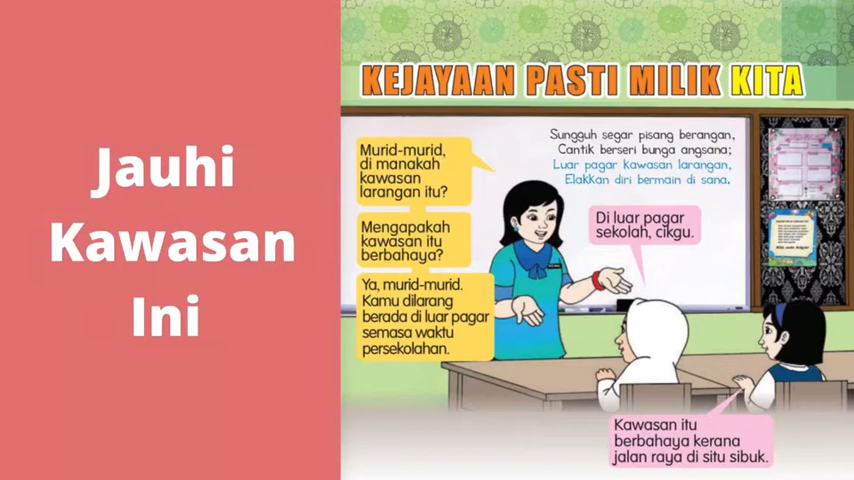 Jauhi
Kawasan
Ini
KEJAYAAN PASTI MILIK KITA
Sungguh segar pisang berangan,
Cantik berseri bunga angsana;
Luar pagar kawasan larangan,
Elakkan diri bermain di sana.
Murid-murid,
di manakah
kawasan
larangan itu?
Di luar pagar
sekolah, cikgu.
Mengapakah
kawasan itu
berbahaya?
Kawasan itu
berbahaya kerana
jalan raya di situ sibuk.
Ya, murid-murid.
Kamu dilarang
berada di luar pagar
semasa waktu
persekolahan.